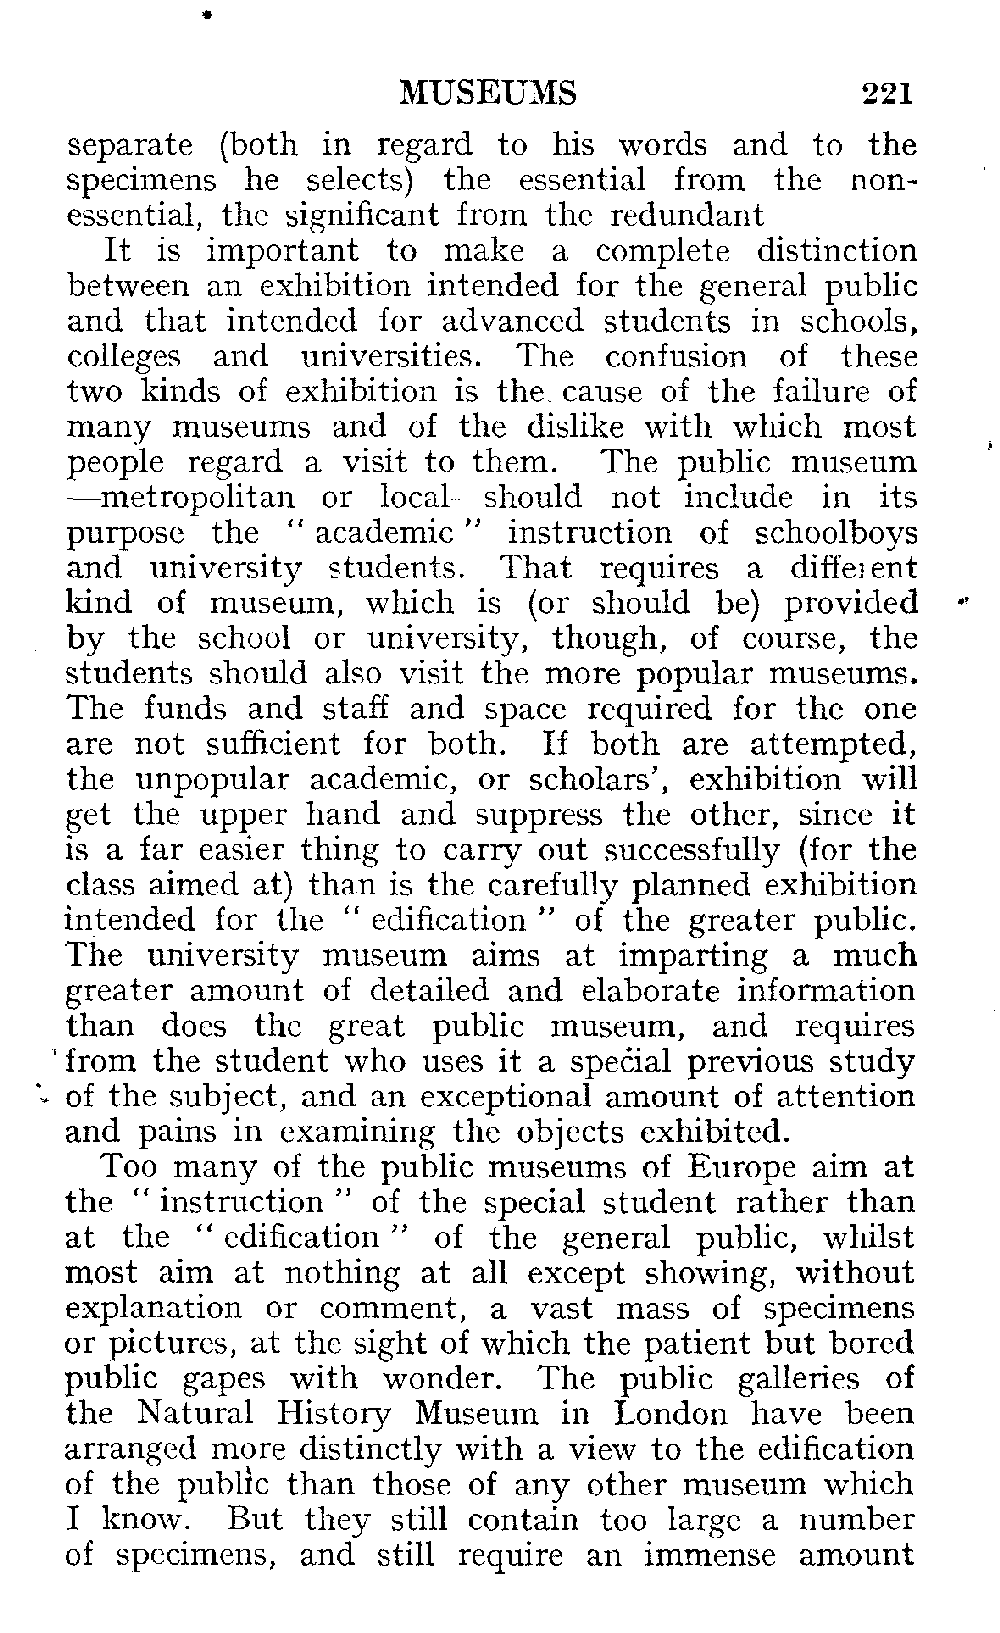 MUSEUMS 221
separate (both in regard to his words and to the
specimens he selects) the essential from the non-
essential, the significant from the redundant
It is important to make a complete distinction
between an exhibition intended for the general public
and that intended for advanced students in schools,
colleges and universities. The confusion of these
two kinds of exhibition is the cause of the failure of
many museums and of the dislike with which most
people regard a visit to them. The public museum
—metropolitan or local— should not include in its
purpose the “ academic ” instruction of schoolboys
and university students. That requires a different
kind of museum, which is (or should be) provided
by the school or university, though, of course, the
students should also visit the more popular museums.
The funds and staff and space required for the one
are not sufficient for both. If both are attempted,
the unpopular academic, or scholars’, exhibition will
get the upper hand and suppress the other, since it
is a far easier thing to carry out successfully (for the
class aimed at) than is the carefully planned exhibition
intended for the “ edification ” of the greater public.
The university museum aims at imparting a much
greater amount of detailed and elaborate information
than does the great public museum, and requires
from the student who uses it a special previous study
of the subject, and an exceptional amount of attention
and pains in examining the objects exhibited.
Too many of the public museums of Europe aim at
the “ instruction ” of the special student rather than
at the “ edification ” of the general public, whilst
most aim at nothing at all except showing, without
explanation or comment, a vast mass of specimens
or pictures, at the sight of which the patient but bored
public gapes with wonder. The public galleries of
the Natural History Museum in London have been
arranged more distinctly with a view to the edification
of the public than those of any other museum which
I know. But they still contain too large a number
of specimens, and still require an immense amount